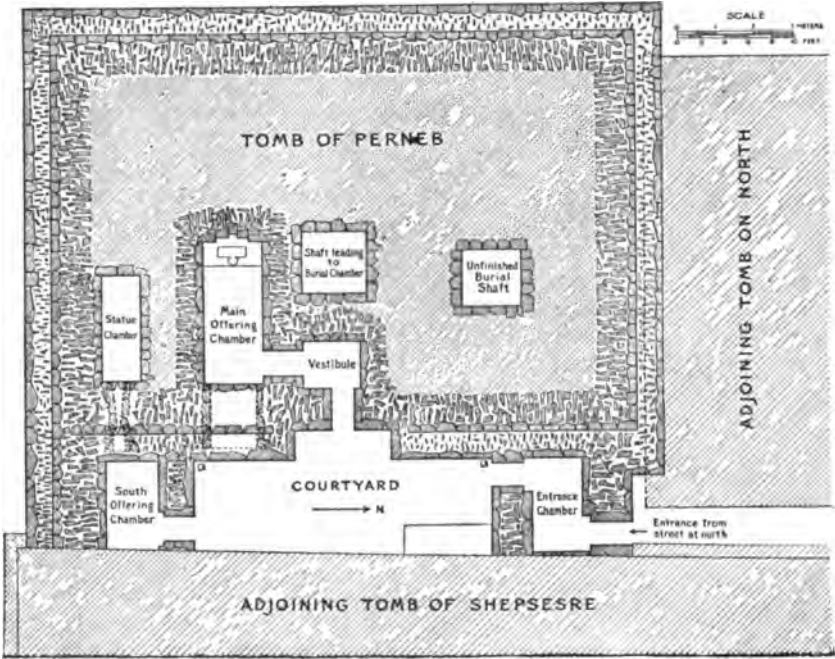 SCALE
METERS
FEET
TOMB OF PERNEB
ADJOINING TOMB ON NORTH
Shaft leading
to
Burial Chamber
Unfinished
Burial
Shaft
Statue
Chamber
Main
Offering
Chamber
Vestibule
South
Offering
Chamber
COURTYARD
N
Entrance
Chamber
Entrance from
street at north
ADJOINING TOMB OF SHEPSESRE